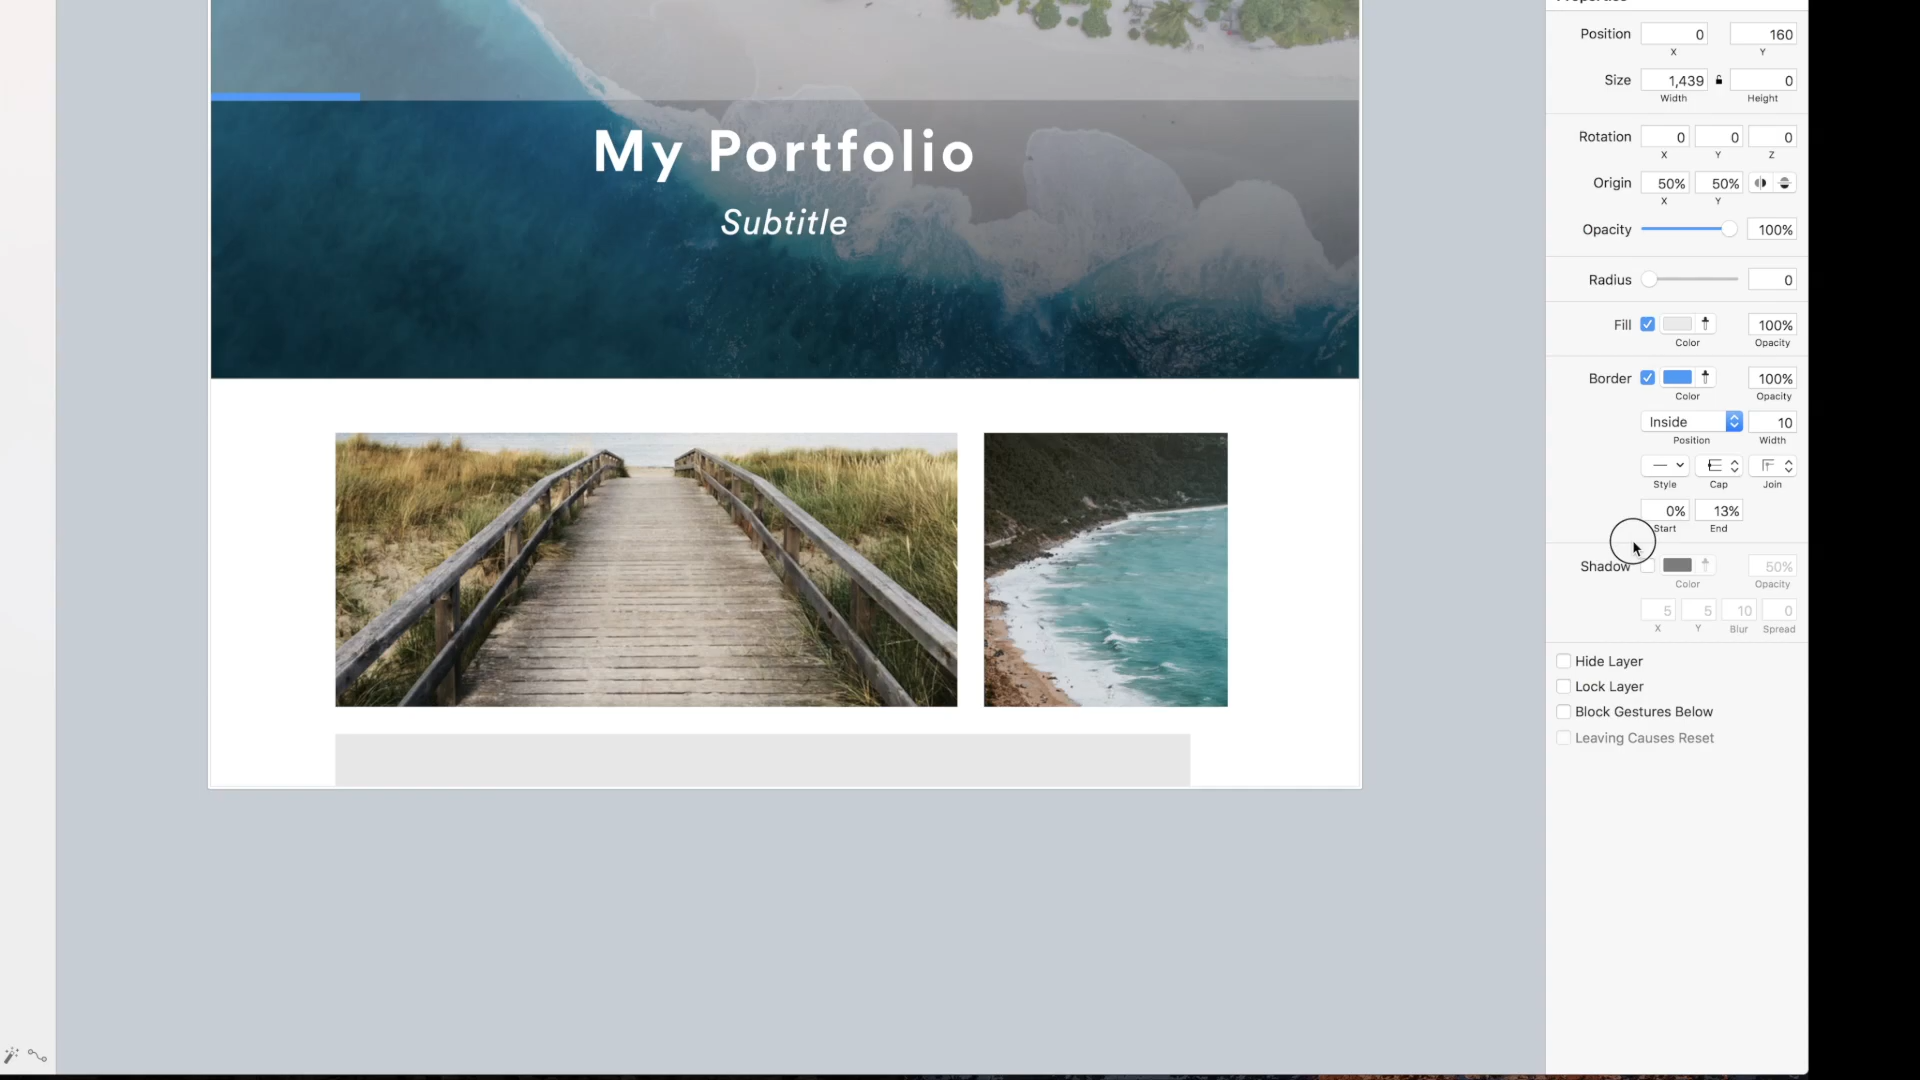 Properties
Position 0 160
X Y
Size 1,439 0
Width Height
Rotation 0 0 0
X Y Z
Origin 50% 50%
X Y
Opacity 100%
Radius 0
Fill 100%
Color Opacity
Border 100%
Color Opacity
Inside 10
Position Width
Style Cap Join
0% 13%
Start End
Shadow 50%
Color Opacity
5 5 10 0
X Y Blur Spread
Hide Layer
Lock Layer
Block Gestures Below
Leaving Causes Reset
My Portfolio
Subtitle